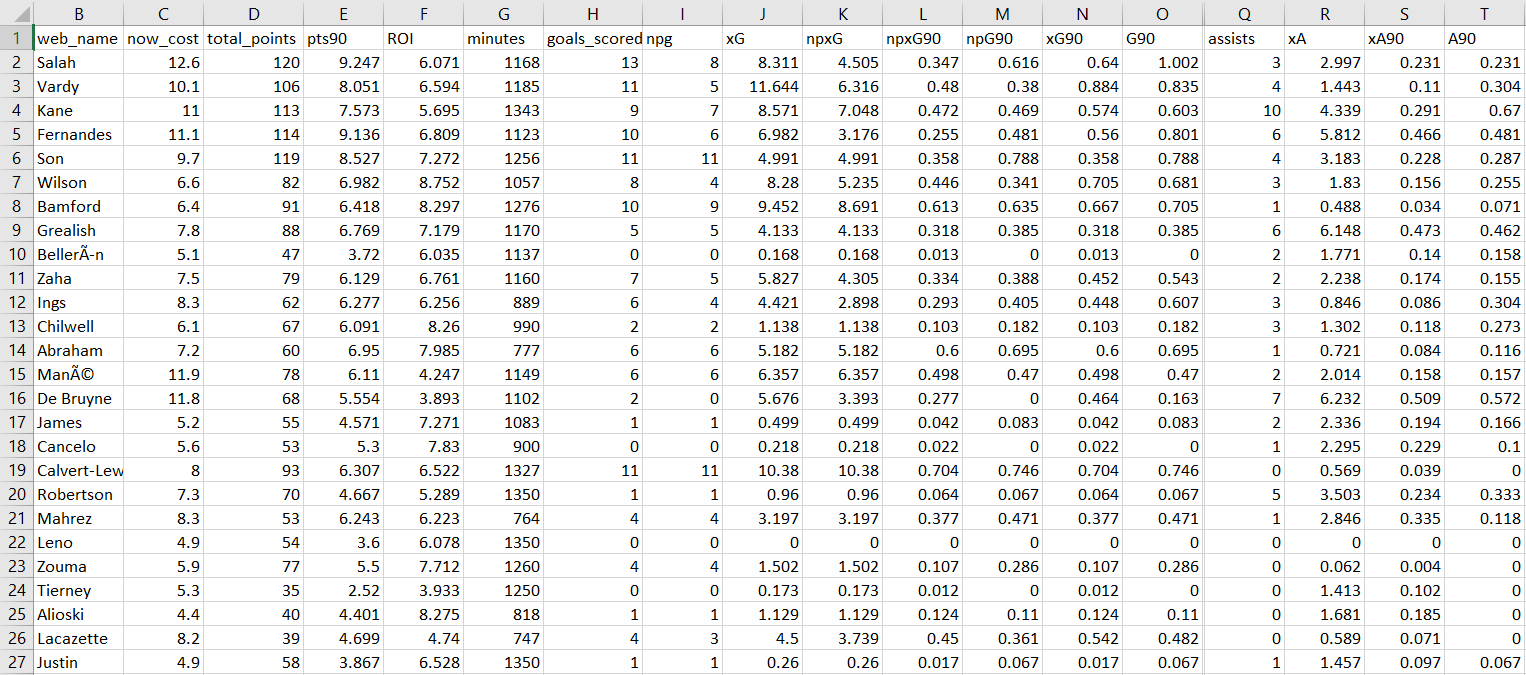 B C D E F G H I J K L M N O Q R S T
1 web_name now_cost total_points pts90 ROI minutes goals_scored npg xG npxG npxG90 npG90 xG90 G90 assists xA xA90 A90
2 Salah 12.6 120 9.247 6.071 1168 13 8 8.311 4.505 0.347 0.616 0.64 1.002 3 2.997 0.231 0.231
3 Vardy 10.1 106 8.051 6.594 1185 11 5 11.644 6.316 0.48 0.38 0.884 0.835 4 1.443 0.11 0.304
4 Kane 11 113 7.573 5.695 1343 9 7 8.571 7.048 0.472 0.469 0.574 0.603 10 4.339 0.291 0.67
5 Fernandes 11.1 114 9.136 6.809 1123 10 6 6.982 3.176 0.255 0.481 0.56 0.801 6 5.812 0.466 0.481
6 Son 9.7 119 8.527 7.272 1256 11 11 4.991 4.991 0.358 0.788 0.358 0.788 4 3.183 0.228 0.287
7 Wilson 6.6 82 6.982 8.752 1057 8 4 8.28 5.235 0.446 0.341 0.705 0.681 3 1.83 0.156 0.255
8 Bamford 6.4 91 6.418 8.297 1276 10 9 9.452 8.691 0.613 0.635 0.667 0.705 1 0.488 0.034 0.071
9 Grealish 7.8 88 6.769 7.179 1170 5 5 4.133 4.133 0.318 0.385 0.318 0.385 6 6.148 0.473 0.462
10 BellerÃ-n 5.1 47 3.72 6.035 1137 0 0 0.168 0.168 0.013 0 0.013 0 2 1.771 0.14 0.158
11 Zaha 7.5 79 6.129 6.761 1160 7 5 5.827 4.305 0.334 0.388 0.452 0.543 2 2.238 0.174 0.155
12 Ings 8.3 62 6.277 6.256 889 6 4 4.421 2.898 0.293 0.405 0.448 0.607 3 0.846 0.086 0.304
13 Chilwell 6.1 67 6.091 8.26 990 2 2 1.138 1.138 0.103 0.182 0.103 0.182 3 1.302 0.118 0.273
14 Abraham 7.2 60 6.95 7.985 777 6 6 5.182 5.182 0.6 0.695 0.6 0.695 1 0.721 0.084 0.116
15 ManÃ© 11.9 78 6.11 4.247 1149 6 6 6.357 6.357 0.498 0.47 0.498 0.47 2 2.014 0.158 0.157
16 De Bruyne 11.8 68 5.554 3.893 1102 2 0 5.676 3.393 0.277 0 0.464 0.163 7 6.232 0.509 0.572
17 James 5.2 55 4.571 7.271 1083 1 1 0.499 0.499 0.042 0.083 0.042 0.083 2 2.336 0.194 0.166
18 Cancelo 5.6 53 5.3 7.83 900 0 0 0.218 0.218 0.022 0 0.022 0 1 2.295 0.229 0.1
19 Calvert-Lew 8 93 6.307 6.522 1327 11 11 10.38 10.38 0.704 0.746 0.704 0.746 0 0.569 0.039 0
20 Robertson 7.3 70 4.667 5.289 1350 1 1 0.96 0.96 0.064 0.067 0.064 0.067 5 3.503 0.234 0.333
21 Mahrez 8.3 53 6.243 6.223 764 4 4 3.197 3.197 0.377 0.471 0.377 0.471 1 2.846 0.335 0.118
22 Leno 4.9 54 3.6 6.078 1350 0 0 0 0 0 0 0 0 0 0 0 0
23 Zouma 5.9 77 5.5 7.712 1260 4 4 1.502 1.502 0.107 0.286 0.107 0.286 0 0.062 0.004 0
24 Tierney 5.3 35 2.52 3.933 1250 0 0 0.173 0.173 0.012 0 0.012 0 0 1.413 0.102 0
25 Alioski 4.4 40 4.401 8.275 818 1 1 1.129 1.129 0.124 0.11 0.124 0.11 0 1.681 0.185 0
26 Lacazette 8.2 39 4.699 4.74 747 4 3 4.5 3.739 0.45 0.361 0.542 0.482 0 0.589 0.071 0
27 Justin 4.9 58 3.867 6.528 1350 1 1 0.26 0.26 0.017 0.067 0.017 0.067 1 1.457 0.097 0.067